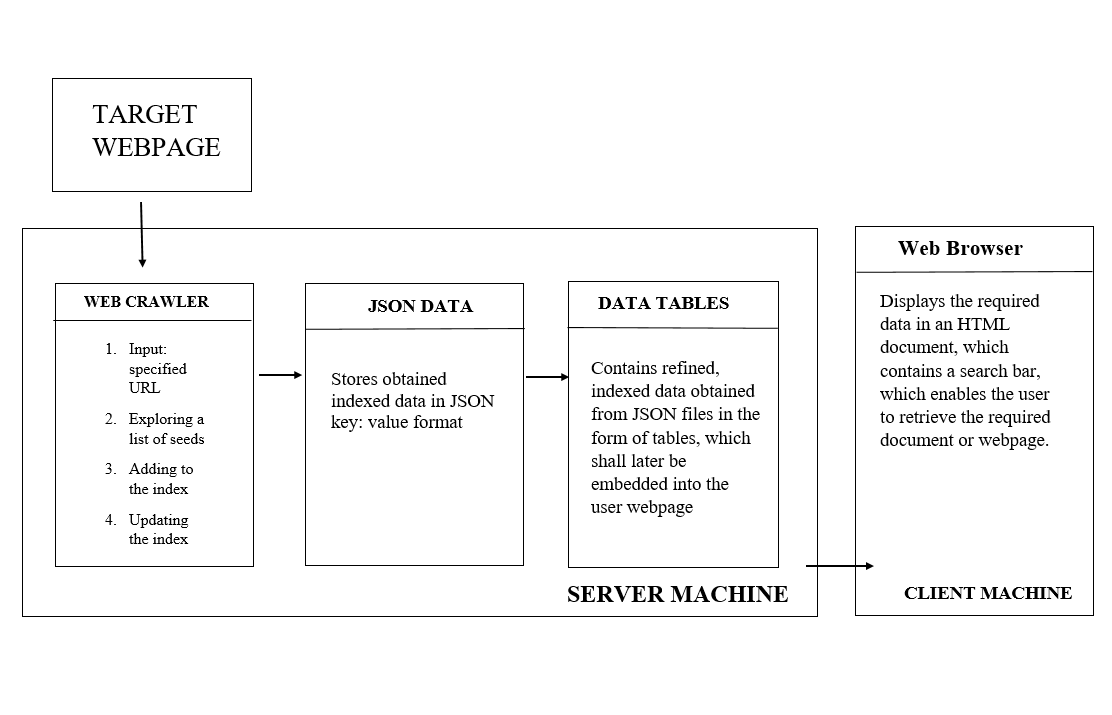 TARGET
WEBPAGE
WEB CRAWLER
1. Input:
specified
URL
2. Exploring a
list of seeds
3. Adding to
the index
4. Updating
the index
JSON DATA
Stores obtained
indexed data in JSON
key: value format
DATA TABLES
Contains refined,
indexed data obtained
from JSON files in the
form of tables, which
shall later be
embedded into the
user webpage
SERVER MACHINE
Web Browser
Displays the required
data in an HTML
document, which
contains a search bar,
which enables the user
to retrieve the required
document or webpage.
CLIENT MACHINE